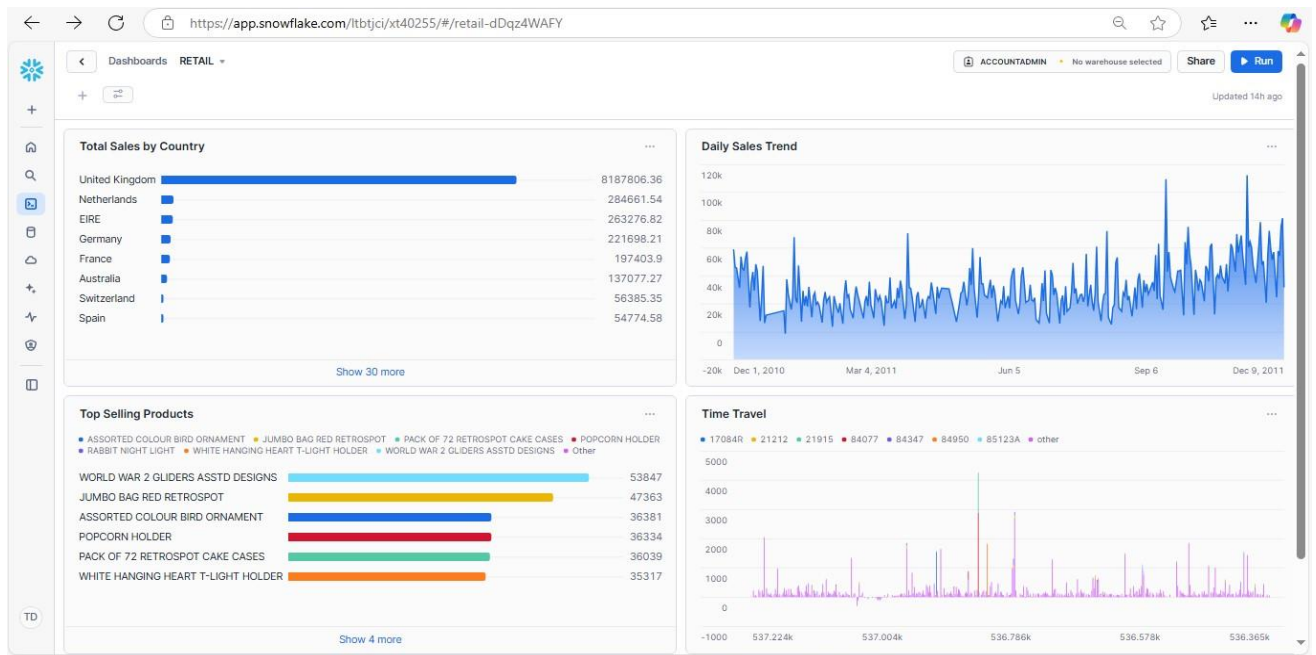 https://app.snowflake.com/ltbtjci/xt40255/#/retail-dDqz4WAFY
Dashboards RETAIL
ACCOUNTADMIN • No warehouse selected
Share
Run
Updated 14h ago
Total Sales by Country
United Kingdom 8187806.36
Netherlands 284661.54
EIRE 263276.82
Germany 221698.21
France 197403.9
Australia 137077.27
Switzerland 56385.35
Spain 54774.58
Show 30 more
Daily Sales Trend
120k
100k
80k
60k
40k
20k
0
-20k Dec 1, 2010 Mar 4, 2011 Jun 5 Sep 6 Dec 9, 2011
Top Selling Products
ASSORTED COLOUR BIRD ORNAMENT JUMBO BAG RED RETROSPOT PACK OF 72 RETROSPOT CAKE CASES POPCORN HOLDER
RABBIT NIGHT LIGHT WHITE HANGING HEART T-LIGHT HOLDER WORLD WAR 2 GLIDERS ASSTD DESIGNS Other
WORLD WAR 2 GLIDERS ASSTD DESIGNS 53847
JUMBO BAG RED RETROSPOT 47363
ASSORTED COLOUR BIRD ORNAMENT 36381
POPCORN HOLDER 36334
PACK OF 72 RETROSPOT CAKE CASES 36039
WHITE HANGING HEART T-LIGHT HOLDER 35317
Show 4 more
Time Travel
17084R 21212 21915 84077 84347 84950 85123A other
5000
4000
3000
2000
1000
0
-1000 537.224k 537.004k 536.786k 536.578k 536.365k
TD